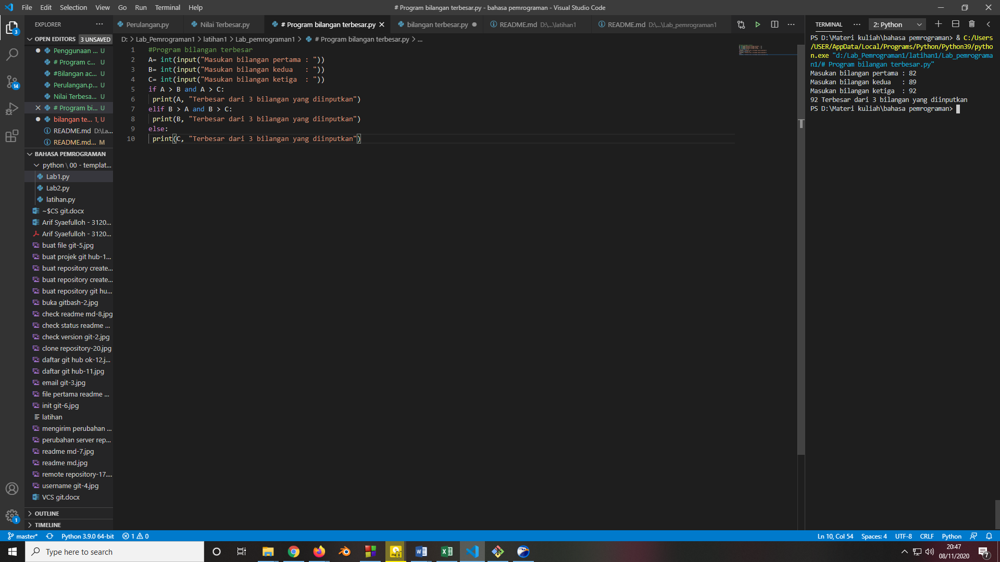 File Edit Selection View Go Run Terminal Help
# Program bilangan terbesar.py - bahasa pemrograman - Visual Studio Code
EXPLORER ...
Perulangan.py
Nilai Terbesar.py
# Program bilangan terbesar.py
bilangan terbesar.py
README.md D:\...\latihan1
README.md D:\...\Lab_pemrograman1
TERMINAL ... 2: Python
OPEN EDITORS 3 UNSAVED
Penggunaan ... U
# Program c... U
#Bilangan ac... U
Perulangan.p... U
Nilai Terbesa... U
# Program bi... U
bilangan te... 1, U
README.md D:\La...
README.md... M
BAHASA PEMROGRAMAN
python \ 00 - templat...
Lab1.py
Lab2.py
latihan.py
~$CS git.docx
Arif Syaefulloh - 3120...
Arif Syaefulloh - 3120...
buat file git-5.jpg
buat projek git hub-1...
buat repository create...
buat repository create...
buat repository git hu...
buka gitbash-2.jpg
check readme md-8.jpg
check status readme ...
check version git-2.jpg
clone repository-20.jpg
daftar git hub ok-12.j...
daftar git hub-11.jpg
email git-3.jpg
file pertama readme ...
init git-6.jpg
latihan
mengirim perubahan ...
perubahan server rep...
readme md-7.jpg
readme md.jpg
remote repository-17....
username git-4.jpg
VCS git.docx
OUTLINE
TIMELINE
3
14
1
D: > Lab_Pemrograman1 > latihan1 > Lab_pemrograman1 > # Program bilangan terbesar.py > ...
1 #Program bilangan terbesar
2 A= int(input("Masukan bilangan pertama : "))
3 B= int(input("Masukan bilangan kedua   : "))
4 C= int(input("Masukan bilangan ketiga  : "))
5 if A > B and A > C:
6  print(A, "Terbesar dari 3 bilangan yang diinputkan")
7 elif B > A and B > C:
8  print(B, "Terbesar dari 3 bilangan yang diinputkan")
9 else:
10  print(C, "Terbesar dari 3 bilangan yang diinputkan")
PS D:\Materi kuliah\bahasa pemrograman> & C:/Users
/USER/AppData/Local/Programs/Python/Python39/pytho
n.exe "d:/Lab_Pemrograman1/latihan1/Lab_pemrograma
n1/# Program bilangan terbesar.py"
Masukan bilangan pertama : 82
Masukan bilangan kedua   : 89
Masukan bilangan ketiga  : 92
92 Terbesar dari 3 bilangan yang diinputkan
PS D:\Materi kuliah\bahasa pemrograman>
master* Python 3.9.0 64-bit 1 0
Ln 10, Col 54 Spaces: 4 UTF-8 CRLF Python
Type here to search
20:47
08/11/2020
7